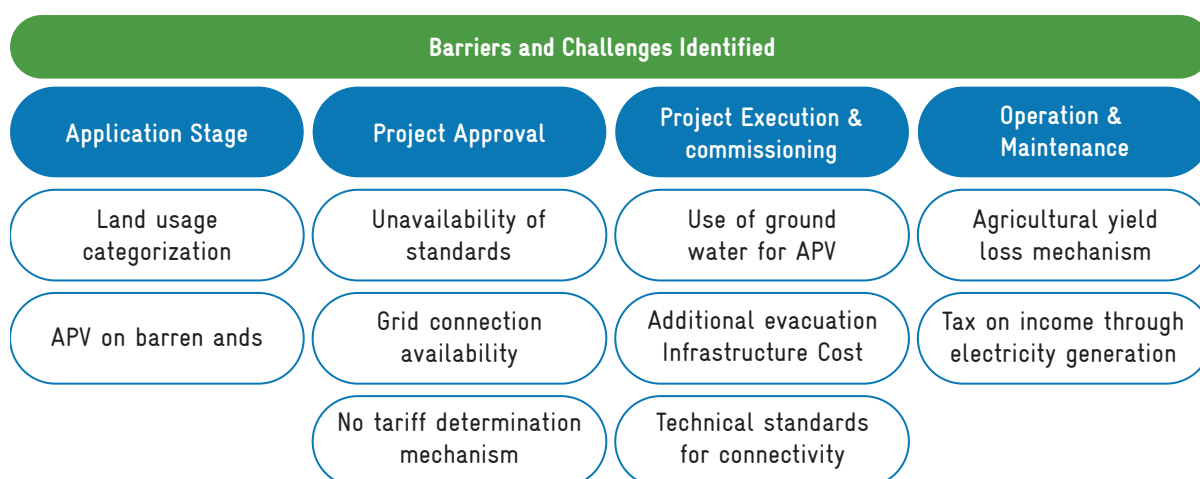 Barriers and Challenges Identified
Application Stage
Project Approval
Project Execution &
commissioning
Operation &
Maintenance
Land usage
categorization
Unavailability of
standards
Use of ground
water for APV
Agricultural yield
loss mechanism
APV on barren ands
Grid connection
availability
Additional evacuation
Infrastructure Cost
Tax on income through
electricity generation
No tariff determination
mechanism
Technical standards
for connectivity